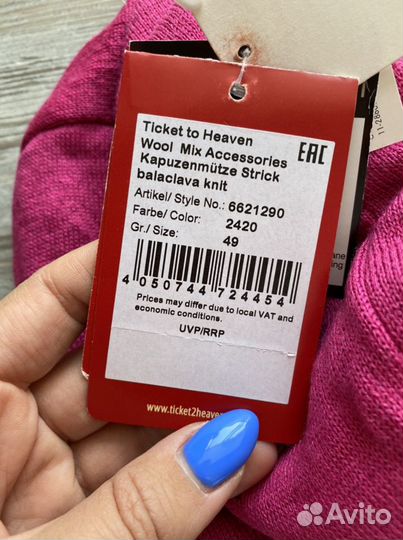 Ticket to Heaven
Wool Mix Accessories
EAC
Kapuzenmütze Strick
balaclava knit
Artikel/ Style No.: 6621290
Farbe/ Color: 2420
Gr./ Size: 49
4 050744 724454
Prices may differ due to local VAT and
economic conditions.
UVP/RRP
www.ticket2heaven
Avito